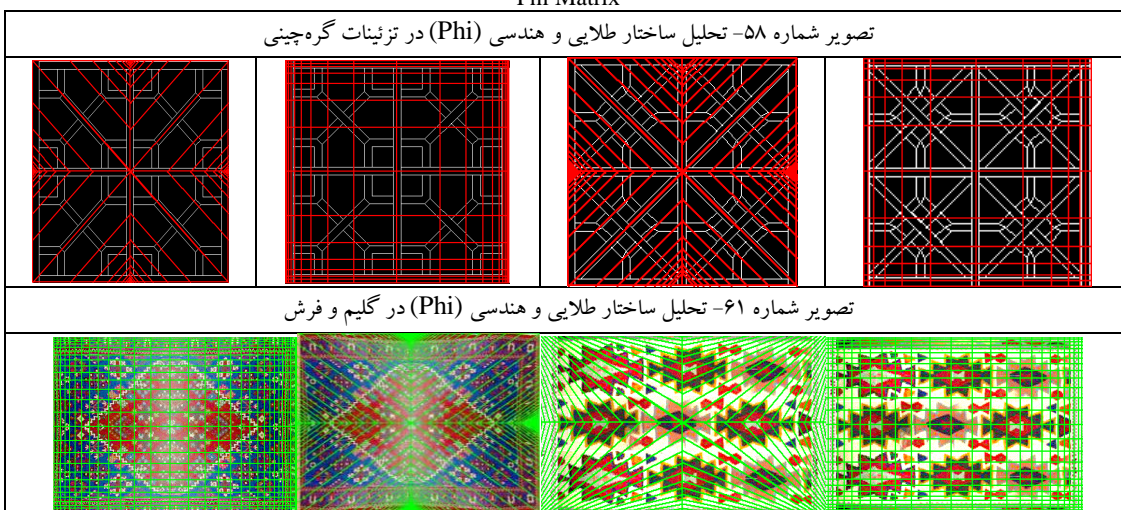 Phi Matrix
تصویر شماره ۵۸- تحلیل ساختار طلایی و هندسی (Phi) در تزئینات گره‌چینی
تصویر شماره ۶۱- تحلیل ساختار طلایی و هندسی (Phi) در گلیم و فرش